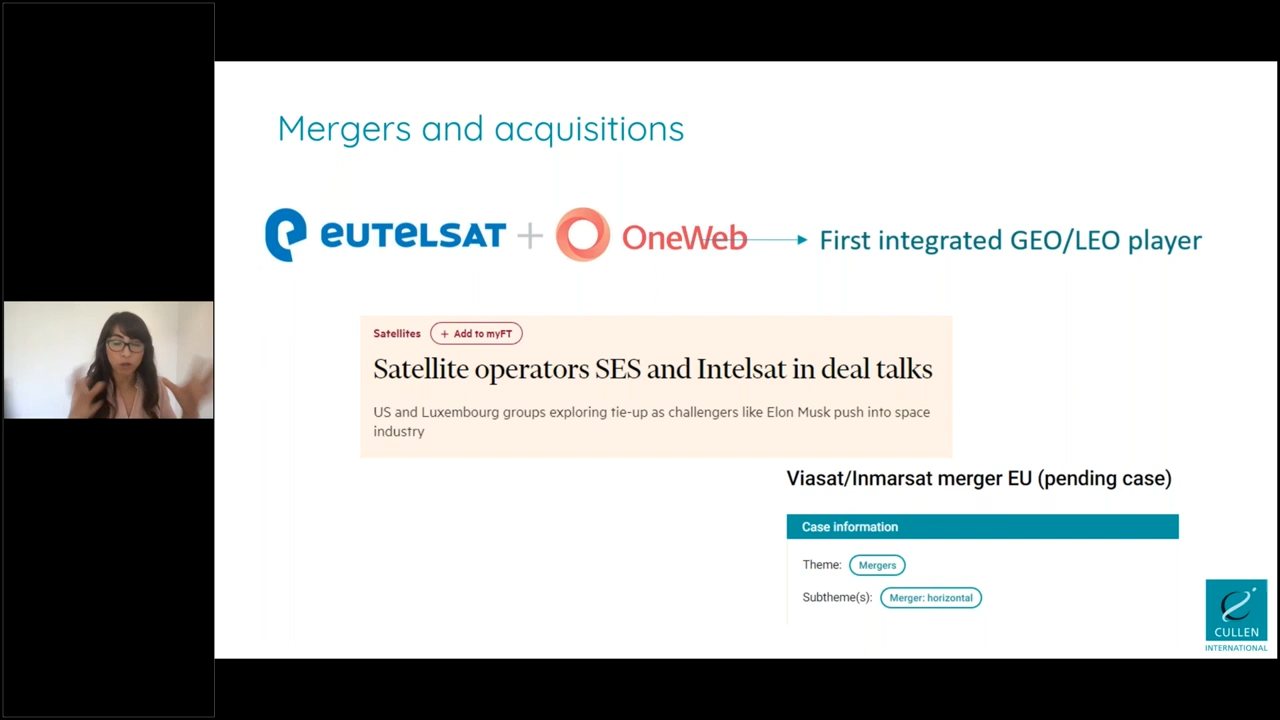 Mergers and acquisitions
eutelsat + OneWeb First integrated GEO/LEO player
Satellites + Add to myFT
Satellite operators SES and Intelsat in deal talks
US and Luxembourg groups exploring tie-up as challengers like Elon Musk push into space
industry
Viasat/Inmarsat merger EU (pending case)
Case information
Theme: Mergers
Subtheme(s): Merger: horizontal
CULLEN
INTERNATIONAL